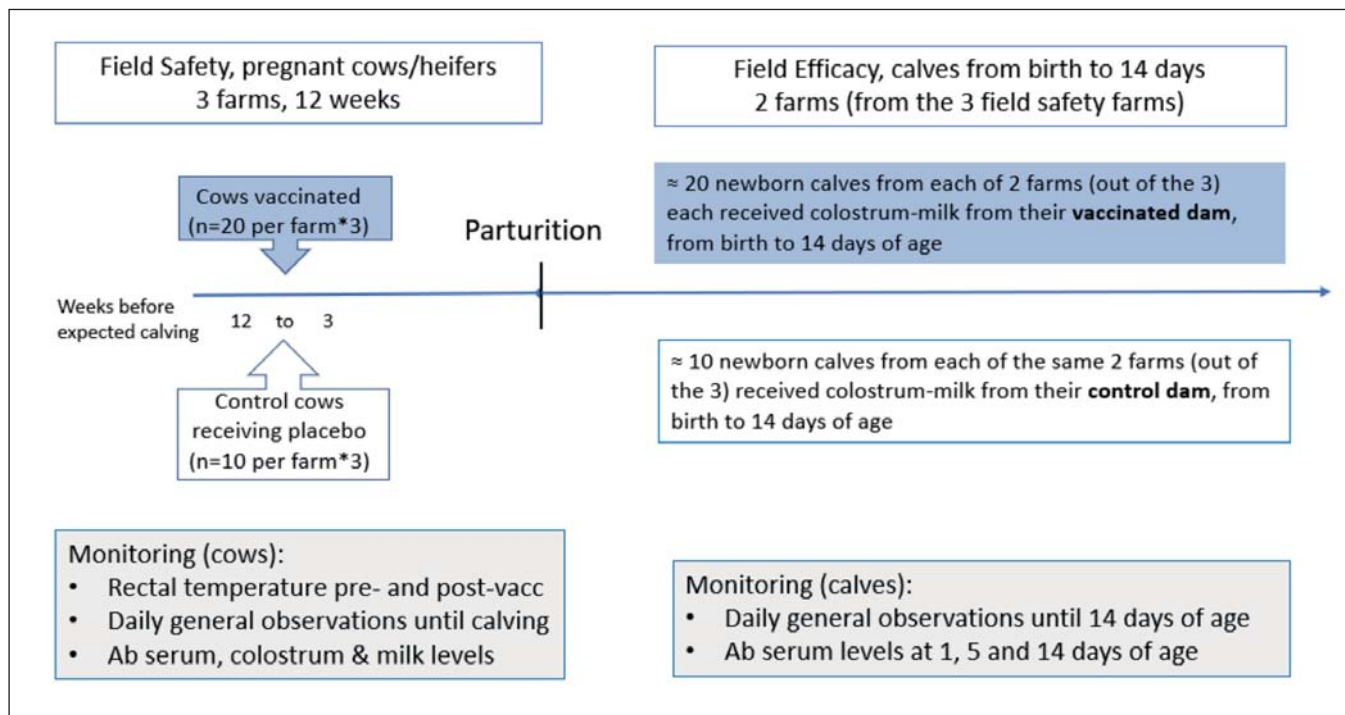 Field Safety, pregnant cows/heifers
3 farms, 12 weeks
Field Efficacy, calves from birth to 14 days
2 farms (from the 3 field safety farms)
Cows vaccinated
(n=20 per farm*3)
Parturition
≈ 20 newborn calves from each of 2 farms (out of the 3)
each received colostrum-milk from their vaccinated dam,
from birth to 14 days of age
Weeks before
expected calving
12 to 3
Control cows
receiving placebo
(n=10 per farm*3)
≈ 10 newborn calves from each of the same 2 farms (out of
the 3) received colostrum-milk from their control dam, from
birth to 14 days of age
Monitoring (cows):
• Rectal temperature pre- and post-vacc
• Daily general observations until calving
• Ab serum, colostrum & milk levels
Monitoring (calves):
• Daily general observations until 14 days of age
• Ab serum levels at 1, 5 and 14 days of age